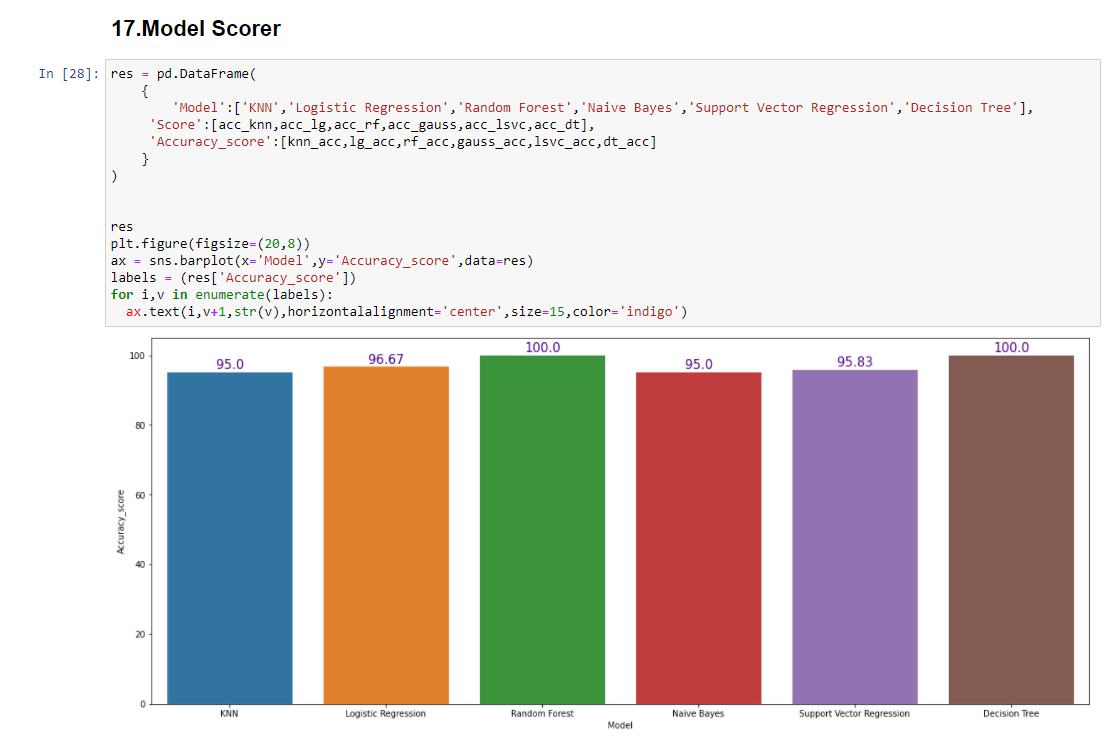 17.Model Scorer
In [28]: res = pd.DataFrame(
{
'Model':['KNN','Logistic Regression','Random Forest','Naive Bayes','Support Vector Regression','Decision Tree'],
'Score':[acc_knn,acc_lg,acc_rf,acc_gauss,acc_lsvc,acc_dt],
'Accuracy_score':[knn_acc,lg_acc,rf_acc,gauss_acc,lsvc_acc,dt_acc]
}
)
res
plt.figure(figsize=(20,8))
ax = sns.barplot(x='Model',y='Accuracy_score',data=res)
labels = (res['Accuracy_score'])
for i,v in enumerate(labels):
ax.text(i,v+1,str(v),horizontalalignment='center',size=15,color='indigo')
95.0 96.67 100.0 95.0 95.83 100.0
100
80
60
40
20
0
Accuracy_score
KNN Logistic Regression Random Forest Naive Bayes Support Vector Regression Decision Tree
Model